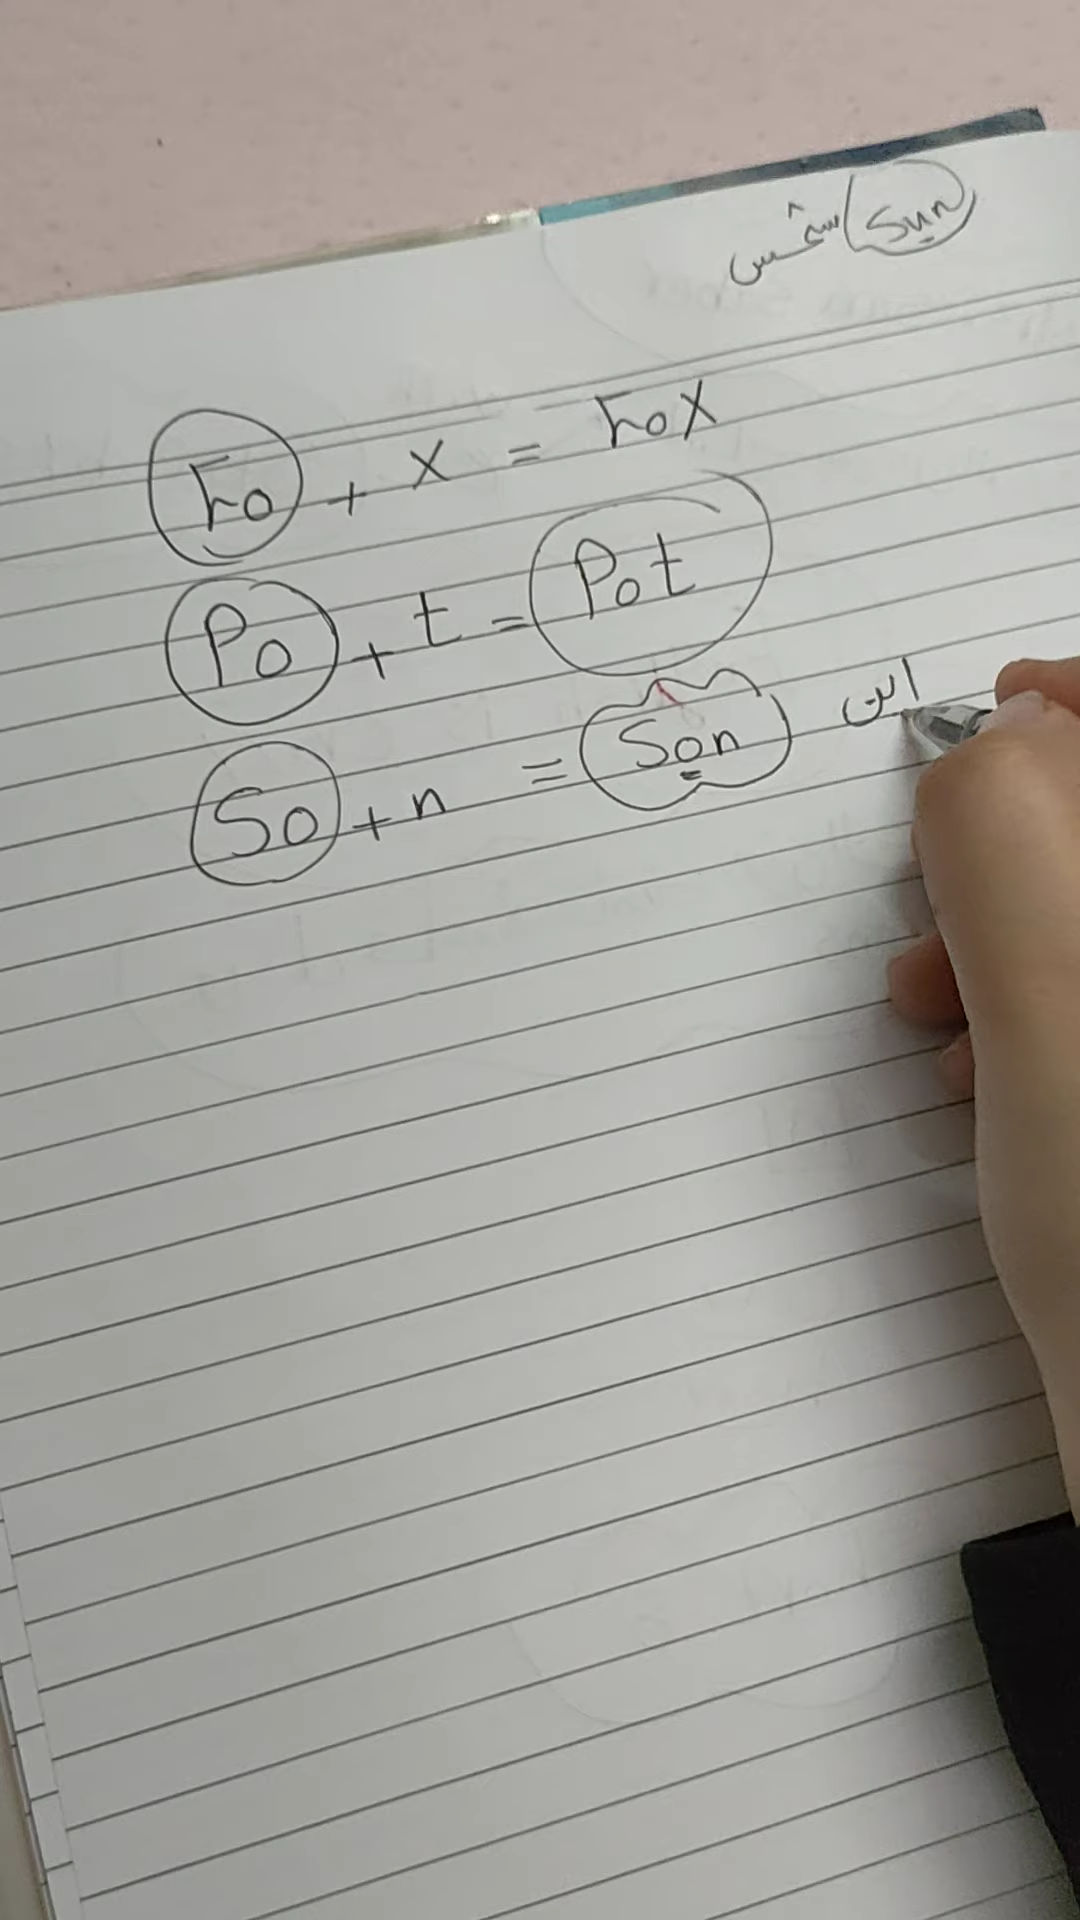 شمس (sun)
Fo + x = Fox
Po + t = Pot
So + n = Son ابن